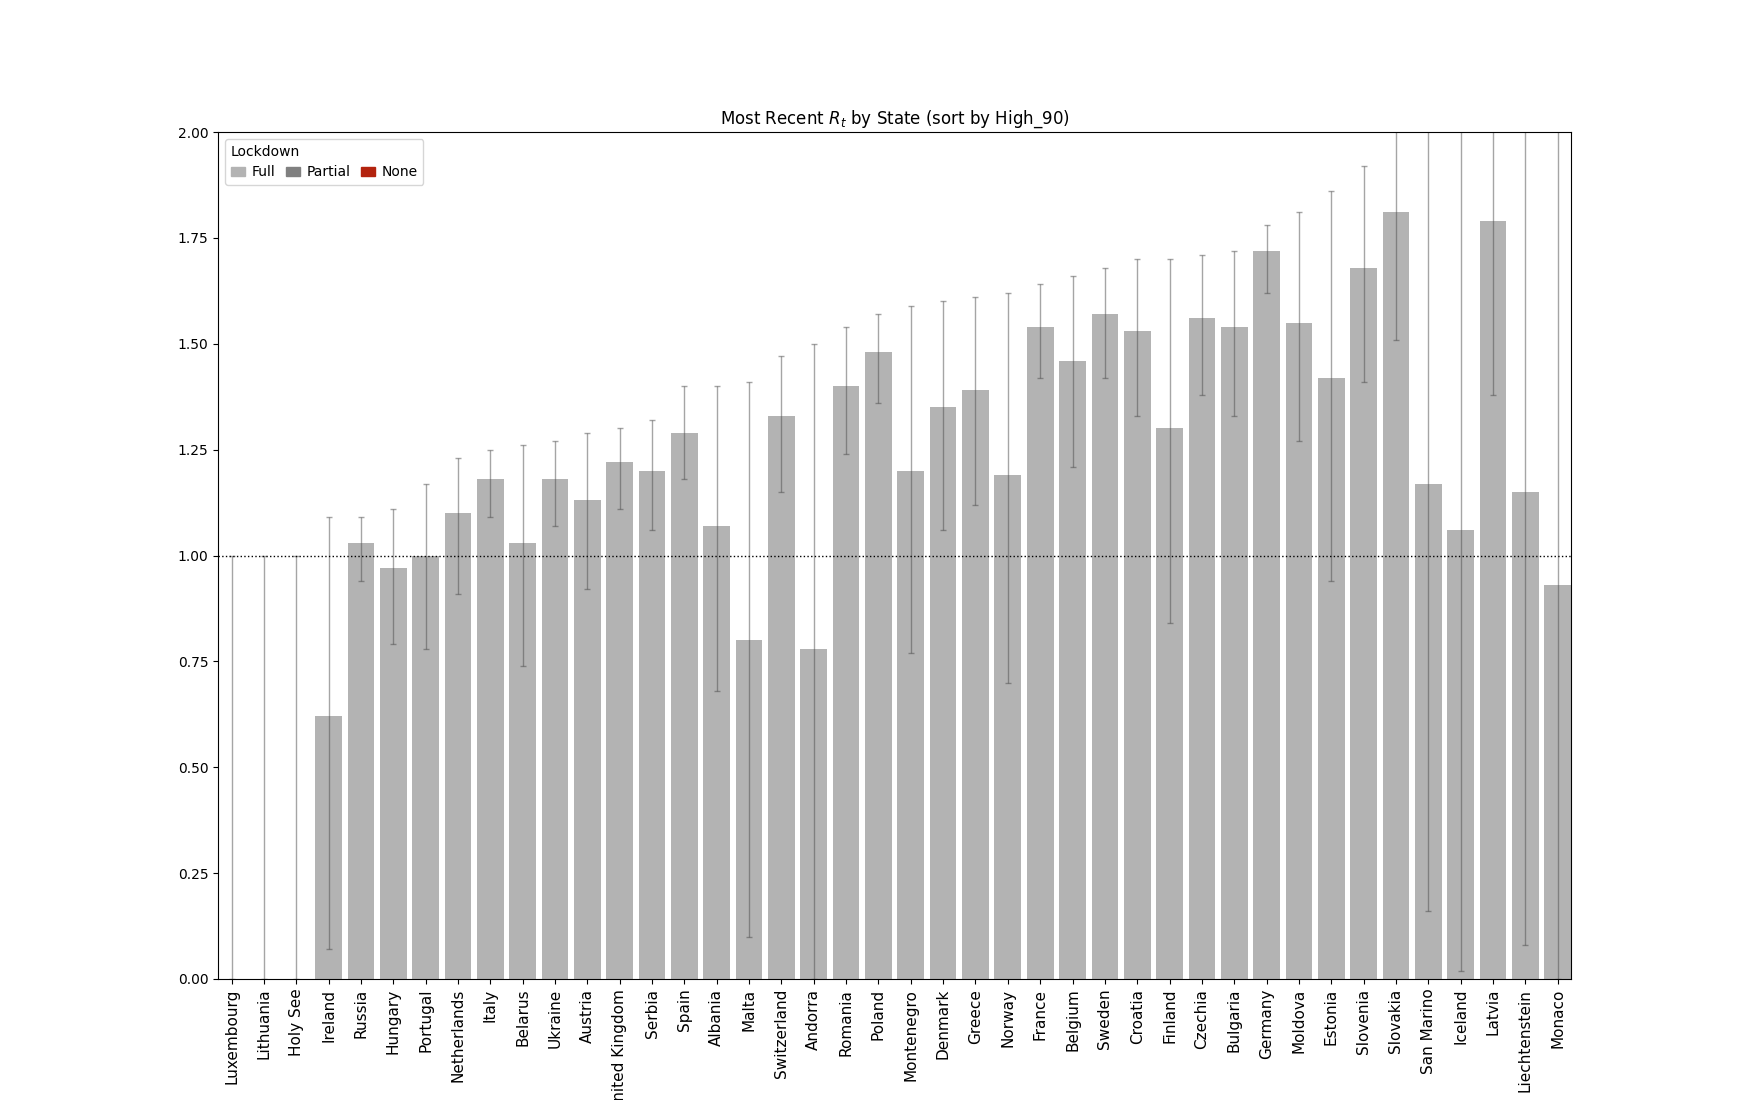 Most Recent Rt by State (sort by High_90)
Lockdown
Full Partial None
2.00
1.75
1.50
1.25
1.00
0.75
0.50
0.25
0.00
Luxembourg
Lithuania
Holy See
Ireland
Russia
Hungary
Portugal
Netherlands
Italy
Belarus
Ukraine
Austria
nited Kingdom
Serbia
Spain
Albania
Malta
Switzerland
Andorra
Romania
Poland
Montenegro
Denmark
Greece
Norway
France
Belgium
Sweden
Croatia
Finland
Czechia
Bulgaria
Germany
Moldova
Estonia
Slovenia
Slovakia
San Marino
Iceland
Latvia
Liechtenstein
Monaco